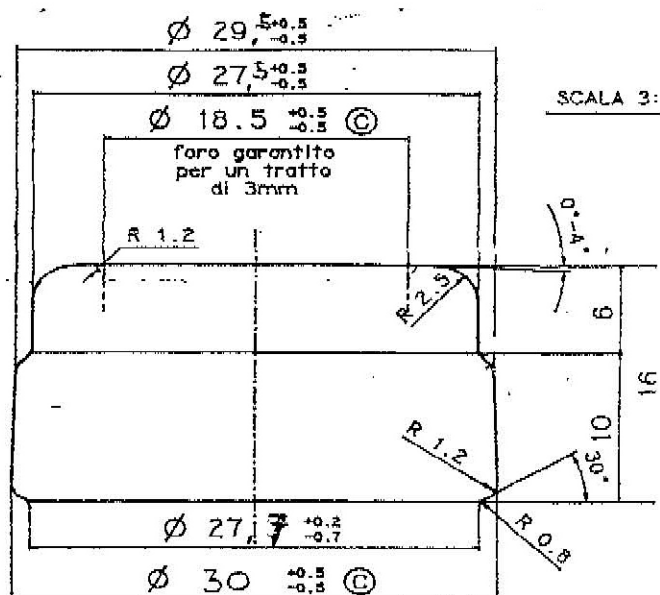 Ø 29,5 +0.5 -0.5
Ø 27,5 +0.5 -0.5
SCALA 3:
Ø 18.5 +0.5 -0.5 Ⓒ
foro garantito
per un tratto
di 3mm
0°-4°
R 1.2
R 2.5
6
16
10
R 1.2
30°
R 0.8
Ø 27,7 +0.2 -0.7
Ø 30 +0.5 -0.5 Ⓒ